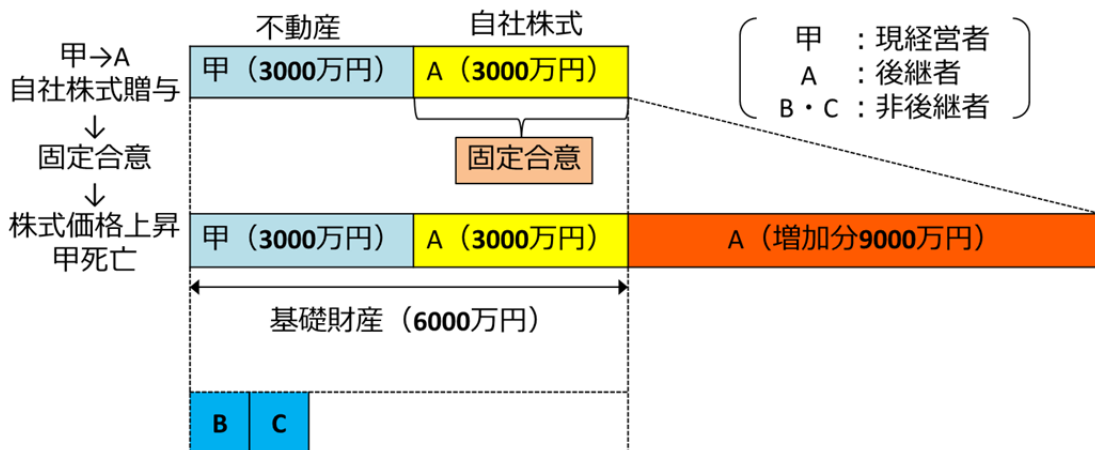 不動産
自社株式
甲→A
自社株式贈与
↓
固定合意
↓
株式価格上昇
甲死亡
甲（3000万円）
A（3000万円）
甲　：現経営者
A　：後継者
B・C　：非後継者
固定合意
甲（3000万円）
A（3000万円）
A（増加分9000万円）
基礎財産（6000万円）
B
C